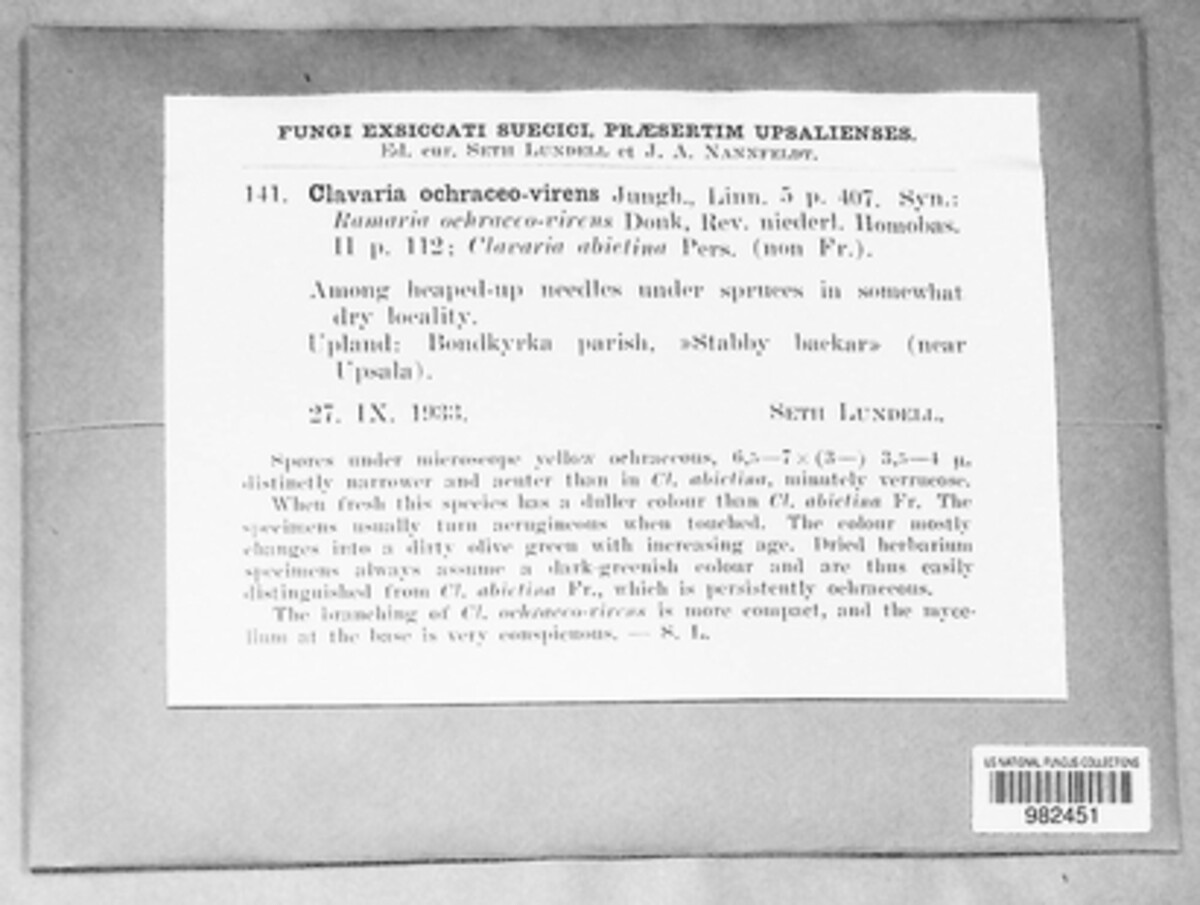 FUNGI EXSICCATI SUECICI, PRÆSERTIM UPSALIENSES.
Ed. cur. SETH LUNDELL et J. A. NANNFELDT.
141. Clavaria ochraceo-virens Jungh., Linn. 5 p. 407. Syn.:
Ramaria ochraceo-virens Donk, Rev. niederl. Homobas.
II p. 112; Clavaria abietina Pers. (non Fr.).
Among heaped-up needles under spruces in somewhat
dry locality.
Upland: Bondkyrka parish, »Stabby backar» (near
Upsala).
27. IX. 1933. SETH LUNDELL.
Spores under microscope yellow ochraceous, 6,5—7 × (3—) 3,5—4 µ,
distinctly narrower and acuter than in Cl. abietina, minutely verrucose.
When fresh this species has a duller colour than Cl. abietina Fr. The
specimens usually turn aerugineous when touched. The colour mostly
changes into a dirty olive green with increasing age. Dried herbarium
specimens always assume a dark-greenish colour and are thus easily
distinguished from Cl. abietina Fr., which is persistently ochraceous.
The branching of Cl. ochraceo-virens is more compact, and the myce-
lium at the base is very conspicuous. — S. L.
US NATIONAL FUNGUS COLLECTIONS
982451